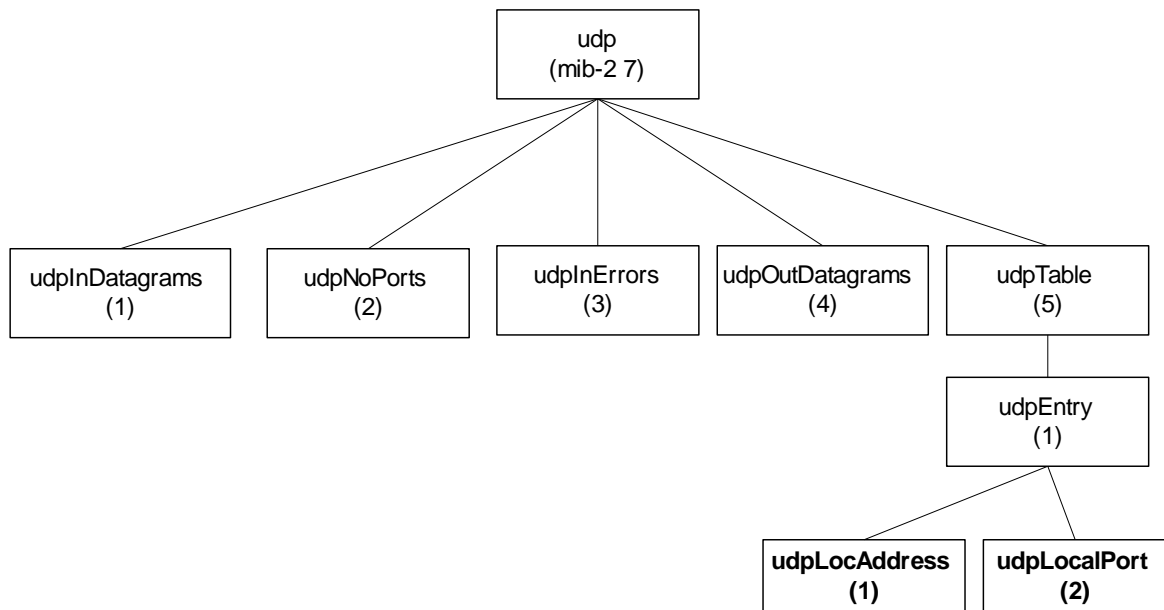 udp
(mib-2 7)
udpInDatagrams
(1)
udpNoPorts
(2)
udpInErrors
(3)
udpOutDatagrams
(4)
udpTable
(5)
udpEntry
(1)
udpLocAddress
(1)
udpLocalPort
(2)